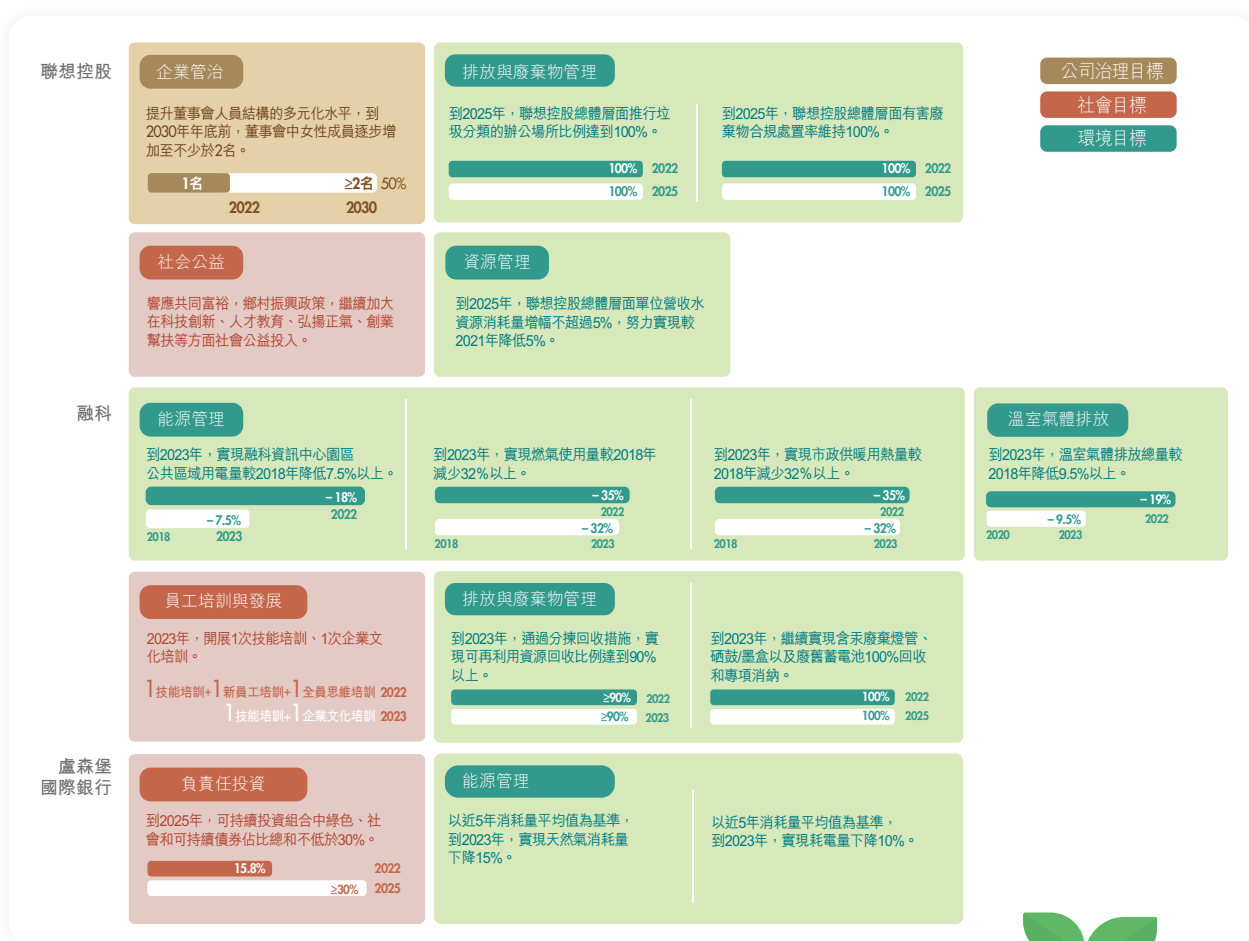 聯想控股
企業管治
提升董事會人員結構的多元化水平，到
2030年年底前，董事會中女性成員逐步增
加至不少於2名。
1名 ≥2名 50%
2022 2030
排放與廢棄物管理
到2025年，聯想控股總體層面推行垃
圾分類的辦公場所比例達到100%。
100% 2022
100% 2025
到2025年，聯想控股總體層面有害廢
棄物合規處置率維持100%。
100% 2022
100% 2025
公司治理目標
社會目標
環境目標
社会公益
響應共同富裕，鄉村振興政策，繼續加大
在科技創新、人才教育、弘揚正氣、創業
幫扶等方面社會公益投入。
資源管理
到2025年，聯想控股總體層面單位營收水
資源消耗量增幅不超過5%，努力實現較
2021年降低5%。
融科
能源管理
到2023年，實現融科資訊中心園區
公共區域用電量較2018年降低7.5%以上。
–18%
2022
–7.5%
2018 2023
到2023年，實現燃氣使用量較2018年
減少32%以上。
–35%
2022
–32%
2018 2023
到2023年，實現市政供暖用熱量較
2018年減少32%以上。
–35%
2022
–32%
2018 2023
溫室氣體排放
到2023年，溫室氣體排放總量較
2018年降低9.5%以上。
–19%
2022
–9.5%
2020 2023
員工培訓與發展
2023年，開展1次技能培訓、1次企業文
化培訓。
1技能培訓+1新員工培訓+1全員思維培訓 2022
1技能培訓+1企業文化培訓 2023
排放與廢棄物管理
到2023年，通過分揀回收措施，實
現可再利用資源回收比例達到90%
以上。
≥90% 2022
≥90% 2023
到2023年，繼續實現含汞廢棄燈管、
硒鼓/墨盒以及廢舊蓄電池100%回收
和專項消納。
100% 2022
100% 2025
盧森堡
國際銀行
負責任投資
到2025年，可持續投資組合中綠色、社
會和可持續債券佔比總和不低於30%。
15.8% 2022
≥30% 2025
能源管理
以近5年消耗量平均值為基準，
到2023年，實現天然氣消耗量
下降15%。
以近5年消耗量平均值為基準，
到2023年，實現耗電量下降10%。